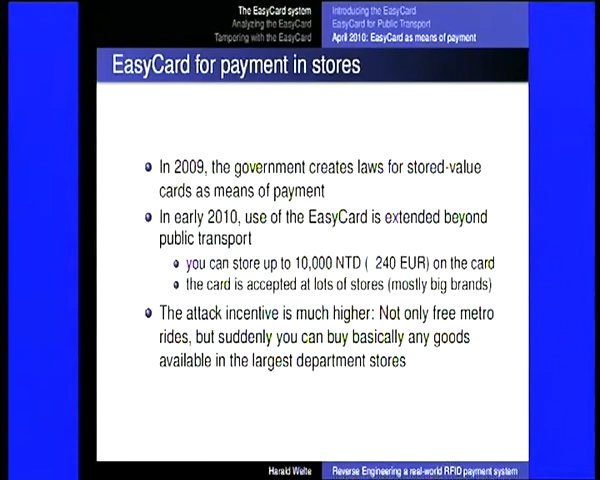 The EasyCard system
Analyzing the EasyCard
Tampering with the EasyCard
Introducing the EasyCard
EasyCard for Public Transport
April 2010: EasyCard as means of payment
EasyCard for payment in stores
In 2009, the government creates laws for stored-value
cards as means of payment
In early 2010, use of the EasyCard is extended beyond
public transport
you can store up to 10,000 NTD ( 240 EUR) on the card
the card is accepted at lots of stores (mostly big brands)
The attack incentive is much higher: Not only free metro
rides, but suddenly you can buy basically any goods
available in the largest department stores
Harald Welte
Reverse Engineering a real-world RFID payment system